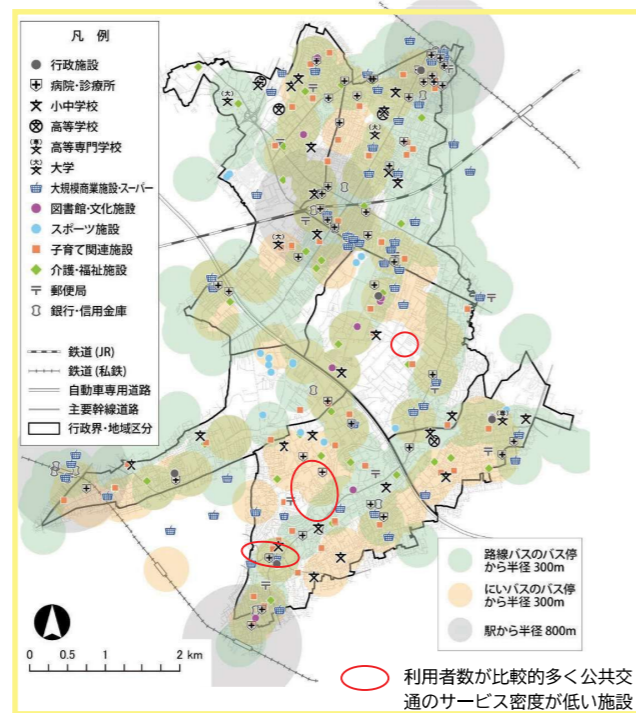 凡 例
行政施設
病院・診療所
小中学校
高等学校
高等専門学校
(大)
大学
大規模商業施設・スーパー
図書館・文化施設
スポーツ施設
子育て関連施設
介護・福祉施設
郵便局
銀行・信用金庫
鉄道(JR)
鉄道(私鉄)
自動車専用道路
主要幹線道路
行政界・地域区分
(大)
(大)
(大)
路線バスのバス停
から半径 300m
にいバスのバス停
から半径 300m
駅から半径 800m
0 0.5 1 2 km
利用者数が比較的多く公共交
通のサービス密度が低い施設